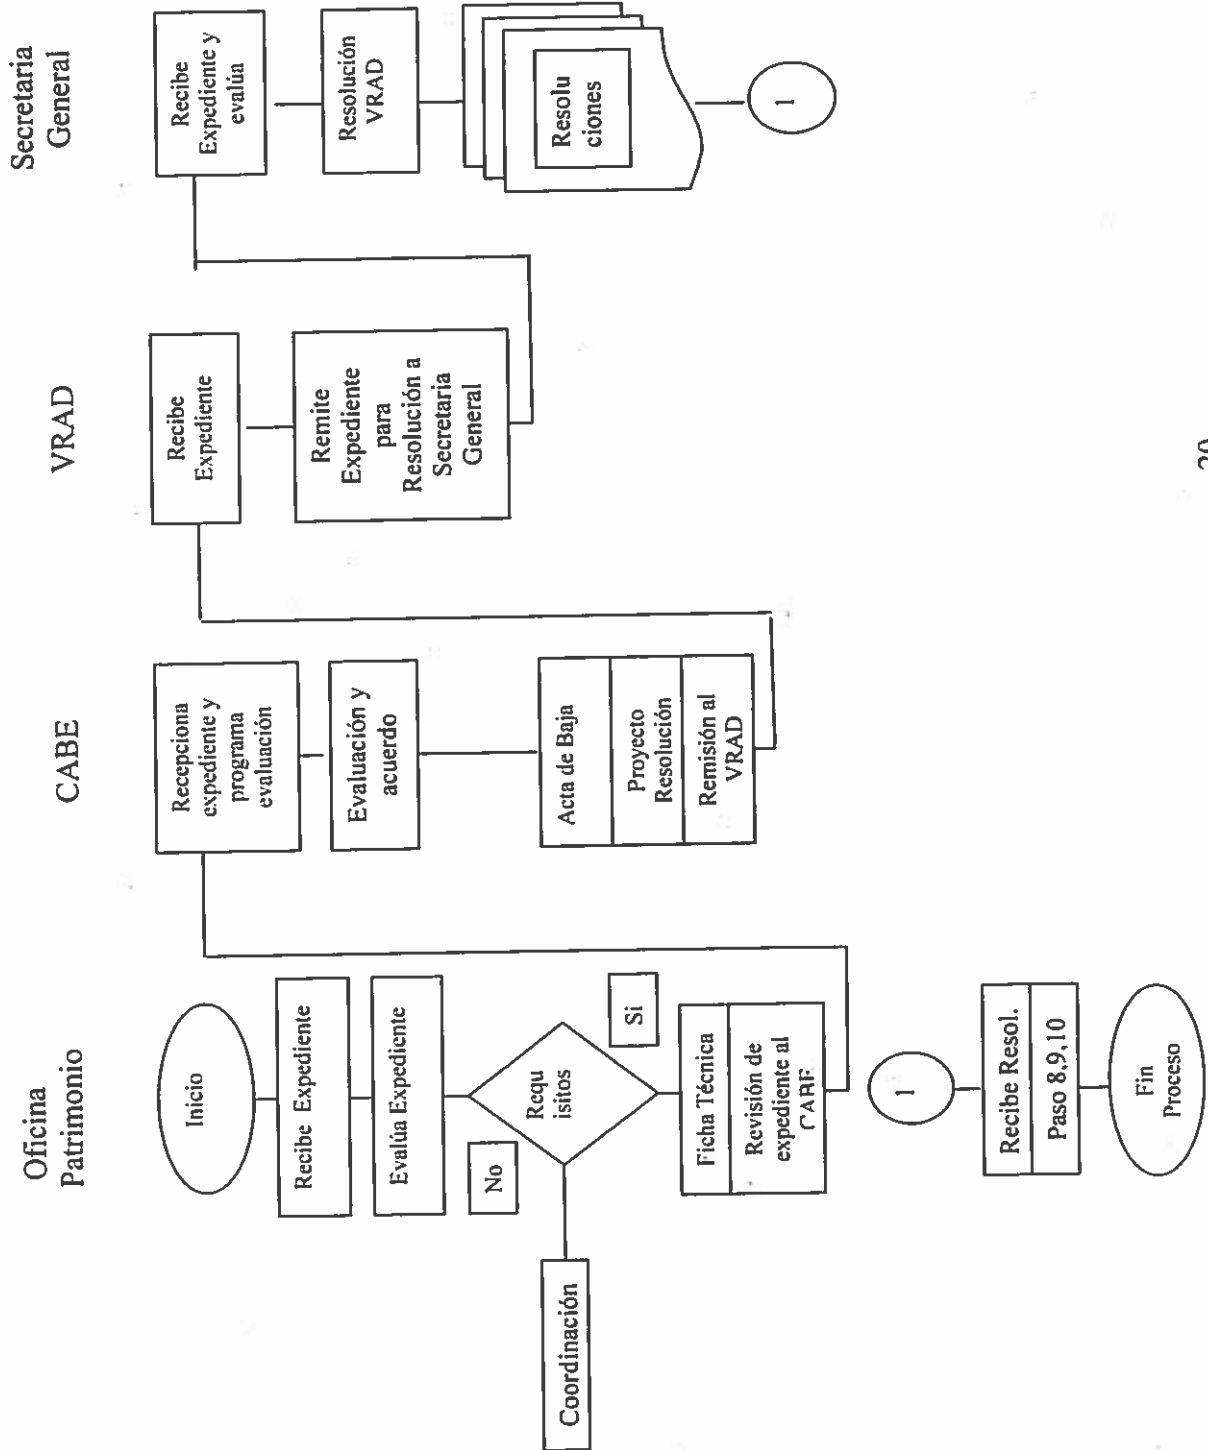 Oficina
Patrimonio
CABE
VRAD
Secretaria
General
Inicio
Recibe Expediente
Evalúa Expediente
No
Requ
isitos
Si
Coordinación
Ficha Técnica
Revisión de
expediente al
CABE
1
Recibe Resol.
Paso 8,9,10
Fin
Proceso
Recepciona
expediente y
programa
evaluación
Evaluación y
acuerdo
Acta de Baja
Proyecto
Resolución
Remisión al
VRAD
Recibe
Expediente
Remite
Expediente
para
Resolución a
Secretaria
General
Recibe
Expediente y
evalúa
Resolución
VRAD
Resolu
ciones
1